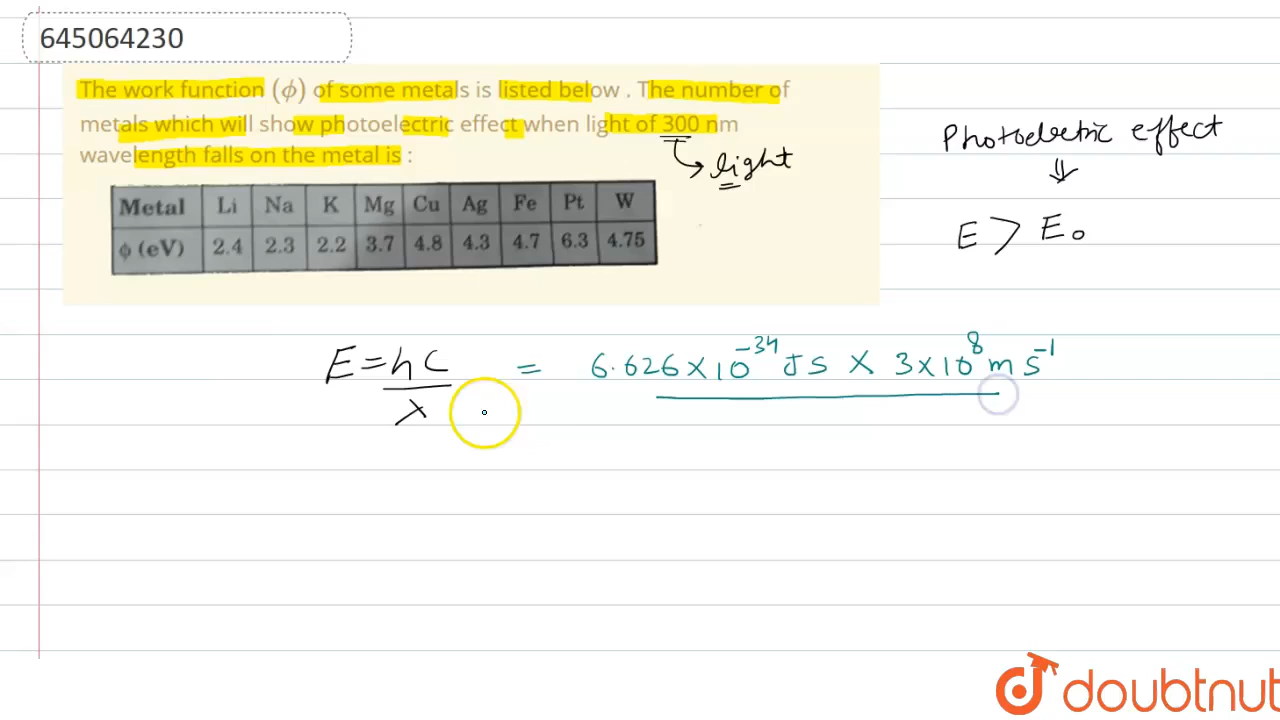 645064230
The work function (ϕ) of some metals is listed below . The number of
metals which will show photoelectric effect when light of 300 nm
wavelength falls on the metal is :
light
Metal Li Na K Mg Cu Ag Fe Pt W
ϕ (eV) 2.4 2.3 2.2 3.7 4.8 4.3 4.7 6.3 4.75
Photoelectric effect
⇓
E > E₀
E = hc/λ = 6.626 × 10⁻³⁴ Js × 3 × 10⁸ m s⁻¹
doubtnut